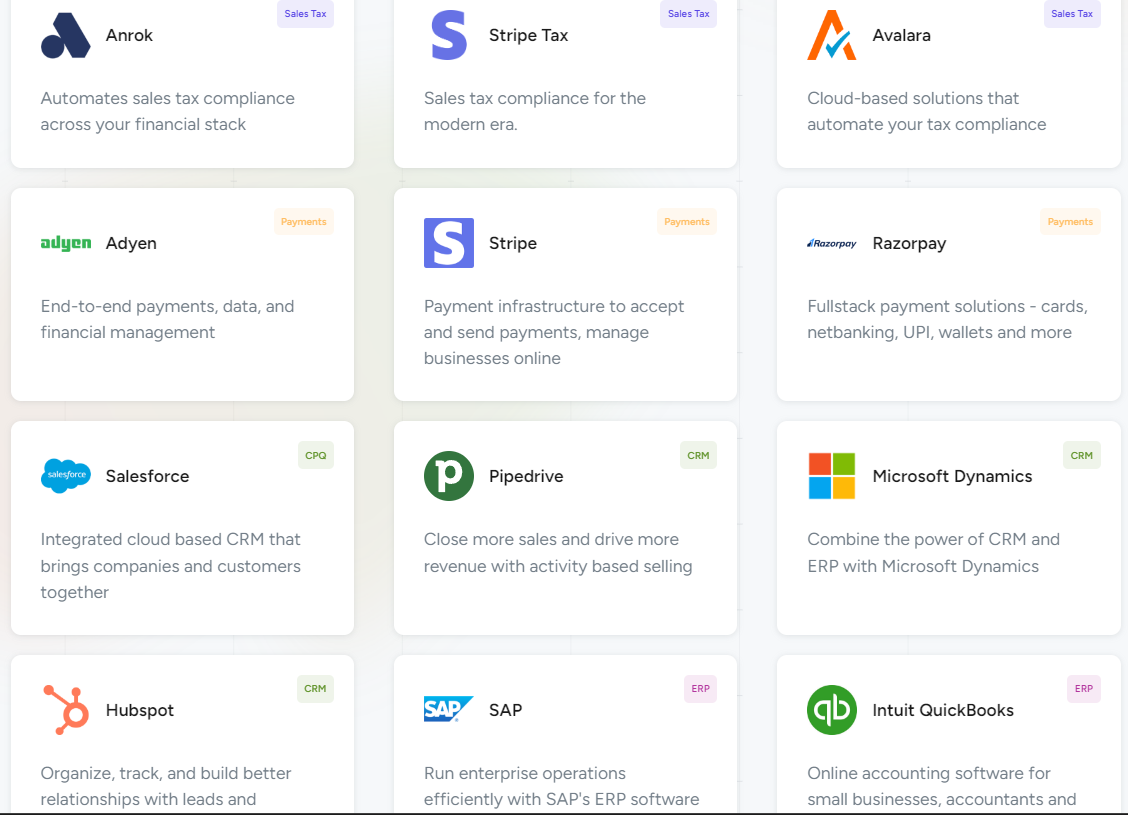 Sales Tax
Anrok
Automates sales tax compliance
across your financial stack
Sales Tax
Stripe Tax
Sales tax compliance for the
modern era.
Sales Tax
Avalara
Cloud-based solutions that
automate your tax compliance
Payments
adyen
Adyen
End-to-end payments, data, and
financial management
Payments
S
Stripe
Payment infrastructure to accept
and send payments, manage
businesses online
Payments
Razorpay
Razorpay
Fullstack payment solutions - cards,
netbanking, UPI, wallets and more
CPQ
salesforce
Salesforce
Integrated cloud based CRM that
brings companies and customers
together
CRM
p
Pipedrive
Close more sales and drive more
revenue with activity based selling
CRM
Microsoft Dynamics
Combine the power of CRM and
ERP with Microsoft Dynamics
CRM
Hubspot
Organize, track, and build better
relationships with leads and
ERP
SAP
SAP
Run enterprise operations
efficiently with SAP's ERP software
ERP
qb
Intuit QuickBooks
Online accounting software for
small businesses, accountants and